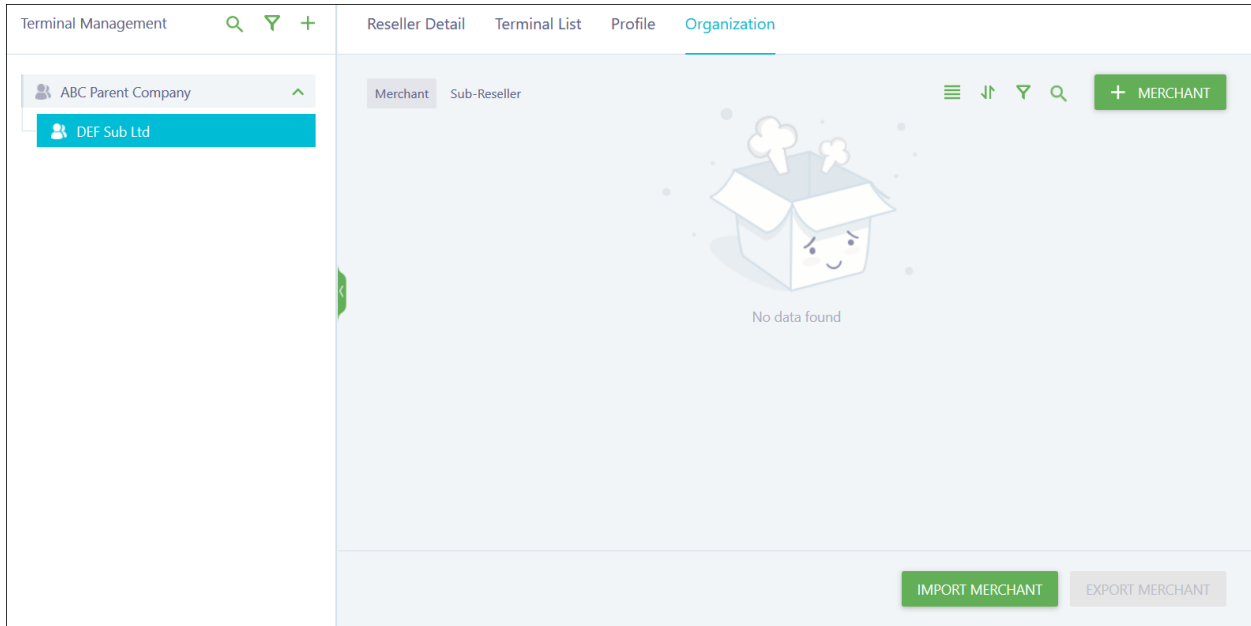 Terminal Management
ABC Parent Company
DEF Sub Ltd
Reseller Detail Terminal List Profile Organization
Merchant Sub-Reseller
+ MERCHANT
No data found
IMPORT MERCHANT EXPORT MERCHANT